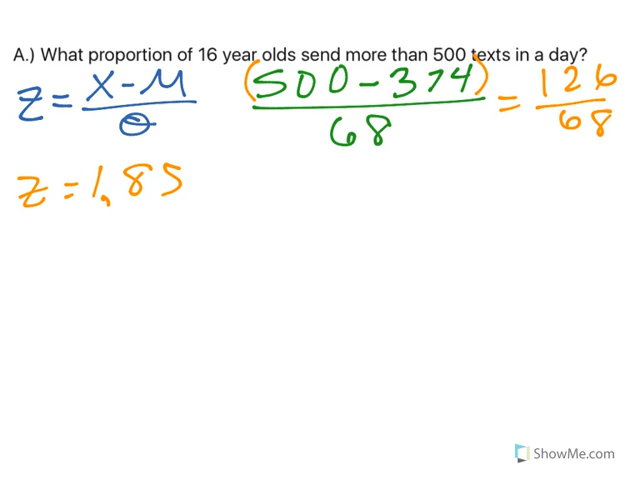 A.) What proportion of 16 year olds send more than 500 texts in a day?
z = X - μ / θ (500 - 374) / 68 = 126 / 68
z = 1.85
ShowMe.com